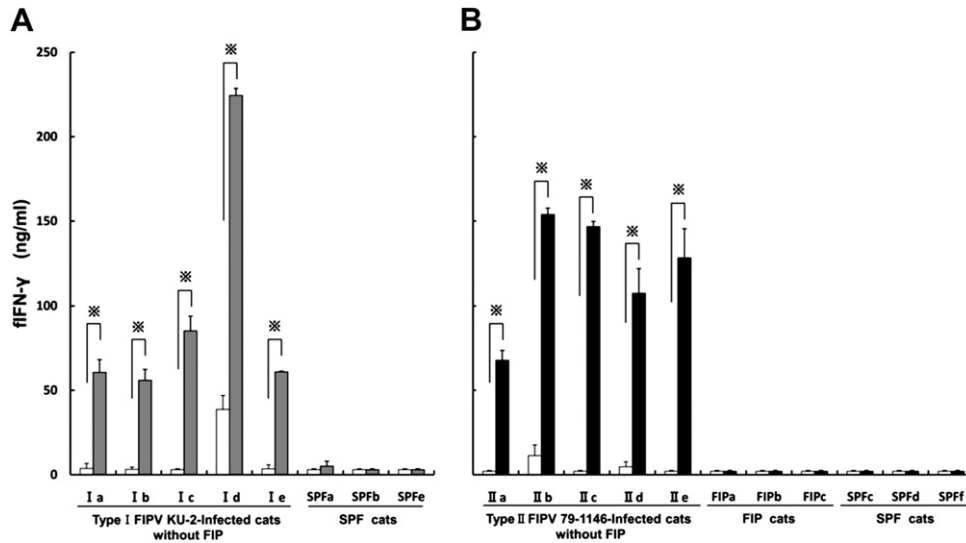 A
B
250
200
150
100
50
0
fIFN-γ (ng/ml)
※
※
※
※
※
※
※
※
※
※
Ⅰa Ⅰb Ⅰc Ⅰd Ⅰe SPFa SPFb SPFe
Type Ⅰ FIPV KU-2-Infected cats
without FIP
SPF cats
Ⅱa Ⅱb Ⅱc Ⅱd Ⅱe FIPa FIPb FIPc SPFc SPFd SPFf
Type Ⅱ FIPV 79-1146-Infected cats
without FIP
FIP cats
SPF cats